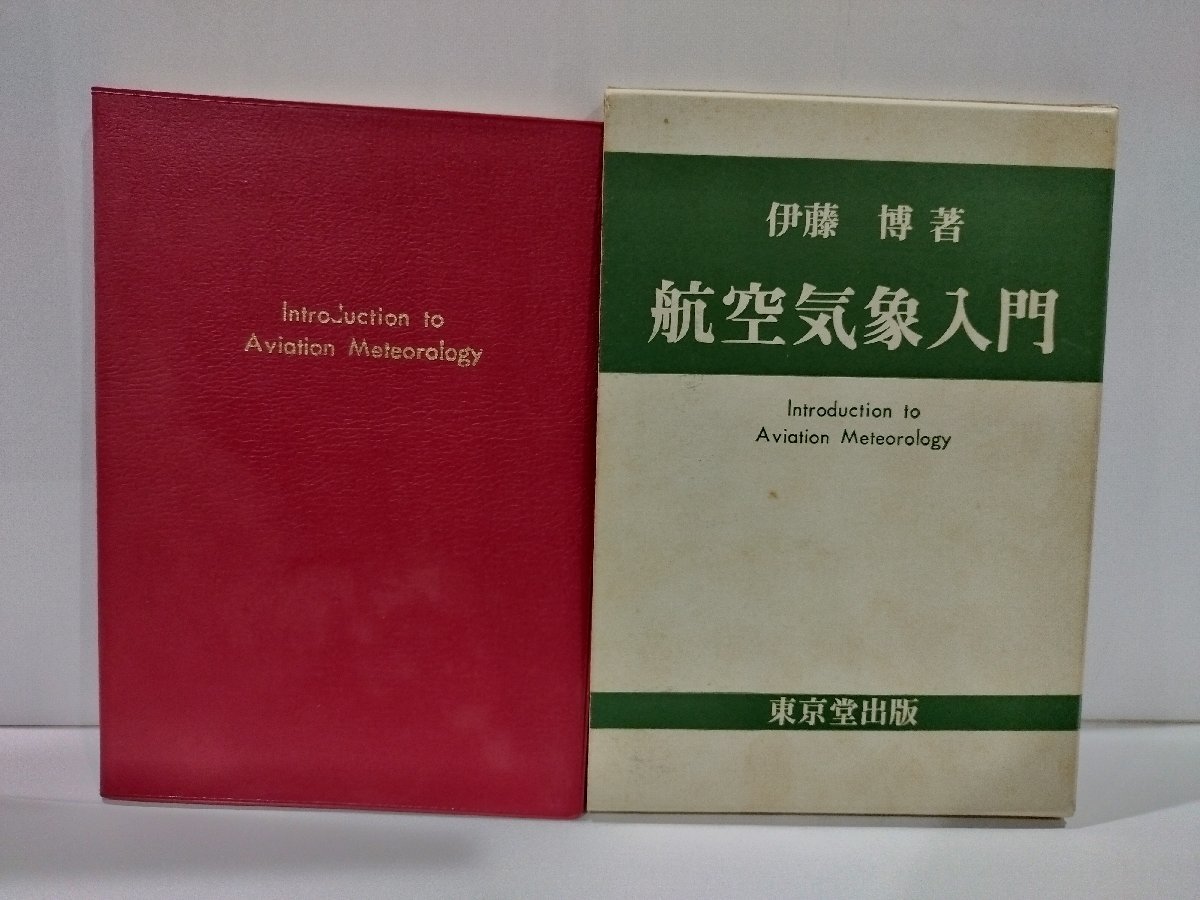 Introduction to
Aviation Meteorology
伊藤 博著
航空気象入門
Introduction to
Aviation Meteorology
東京堂出版